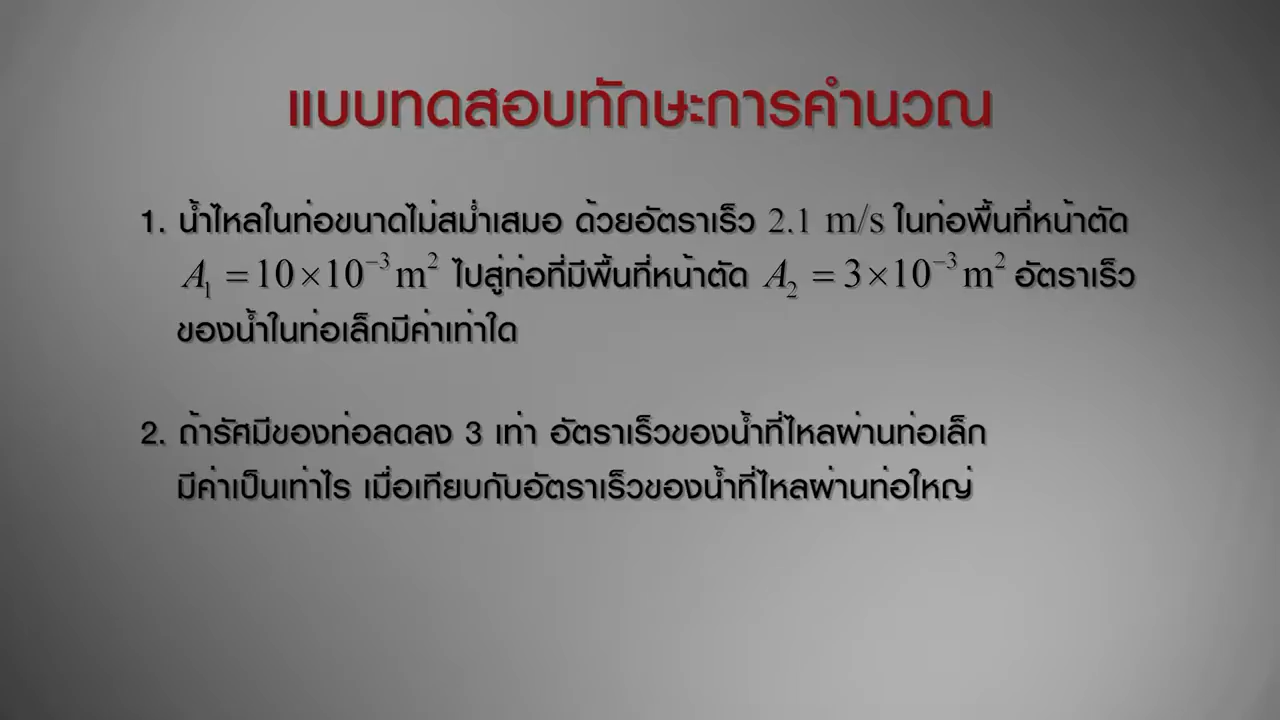 แบบทดสอบทักษะการคำนวณ
1. น้ำไหลในท่อขนาดไม่สม่ำเสมอ ด้วยอัตราเร็ว 2.1 m/s ในท่อพื้นที่หน้าตัด
A₁ = 10 × 10⁻³ m² ไปสู่ท่อที่มีพื้นที่หน้าตัด A₂ = 3 × 10⁻³ m² อัตราเร็ว
ของน้ำในท่อเล็กมีค่าเท่าใด
2. ถ้ารัศมีของท่อลดลง 3 เท่า อัตราเร็วของน้ำที่ไหลผ่านท่อเล็ก
มีค่าเป็นเท่าไร เมื่อเทียบกับอัตราเร็วของน้ำที่ไหลผ่านท่อใหญ่